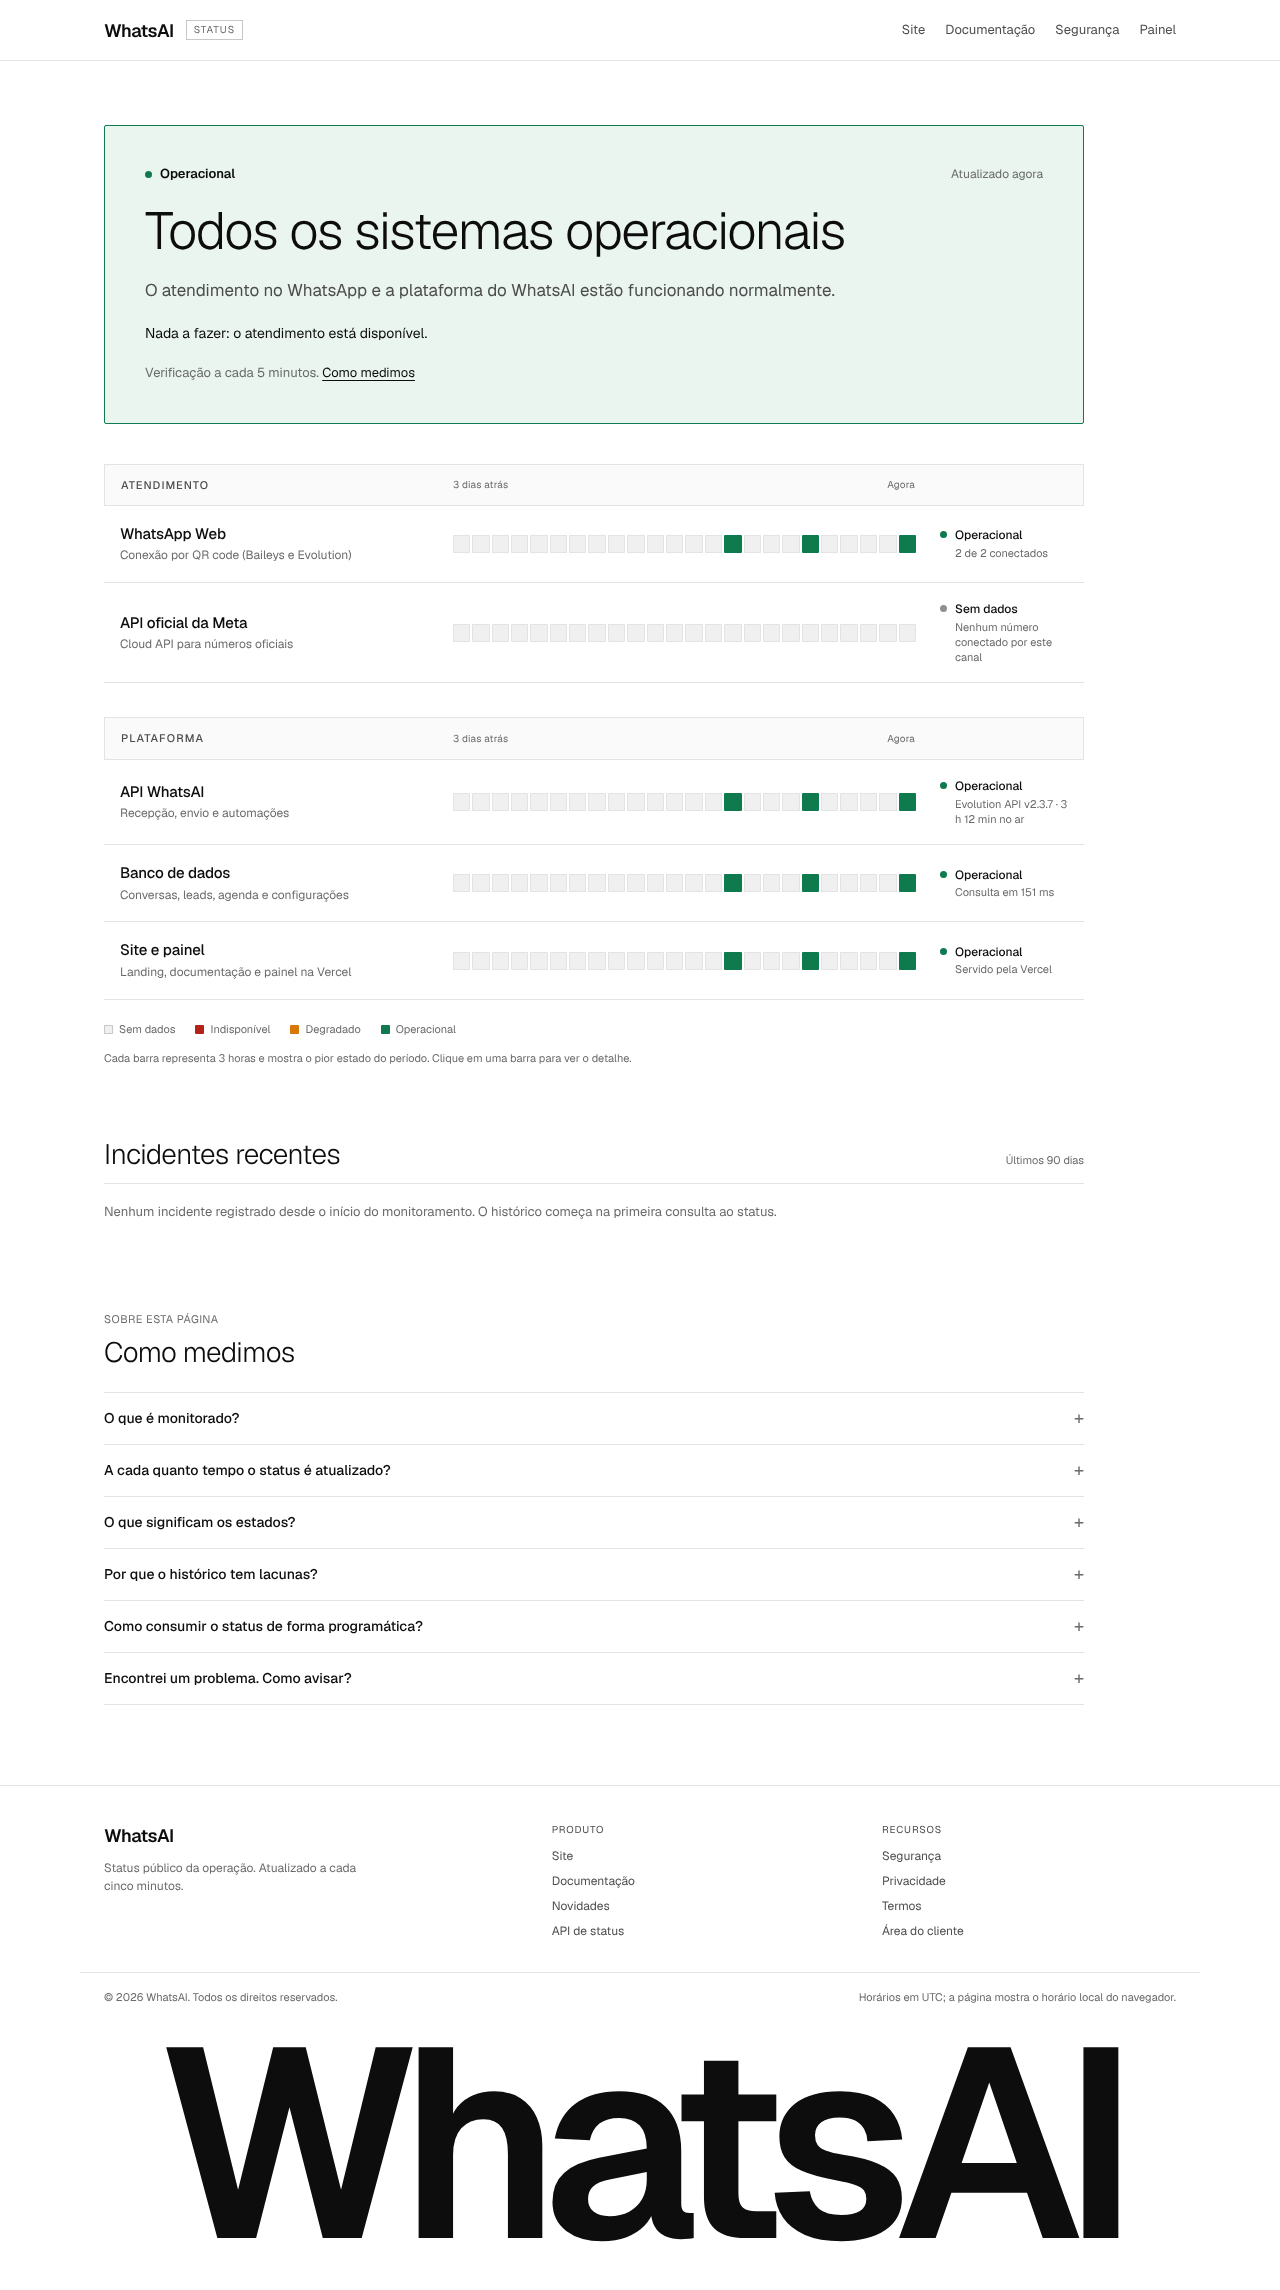 WhatsAI STATUS Site Documentação Segurança Painel
Operacional Atualizado agora
Todos os sistemas operacionais
O atendimento no WhatsApp e a plataforma do WhatsAI estão funcionando normalmente.
Nada a fazer: o atendimento está disponível.
Verificação a cada 5 minutos. Como medimos
ATENDIMENTO 3 dias atrás Agora
WhatsApp Web
Conexão por QR code (Baileys e Evolution)
Operacional
2 de 2 conectados
API oficial da Meta
Cloud API para números oficiais
Sem dados
Nenhum número
conectado por este
canal
PLATAFORMA 3 dias atrás Agora
API WhatsAI
Recepção, envio e automações
Operacional
Evolution API v2.3.7 · 3
h 12 min no ar
Banco de dados
Conversas, leads, agenda e configurações
Operacional
Consulta em 151 ms
Site e painel
Landing, documentação e painel na Vercel
Operacional
Servido pela Vercel
Sem dados Indisponível Degradado Operacional
Cada barra representa 3 horas e mostra o pior estado do período. Clique em uma barra para ver o detalhe.
Incidentes recentes Últimos 90 dias
Nenhum incidente registrado desde o início do monitoramento. O histórico começa na primeira consulta ao status.
SOBRE ESTA PÁGINA
Como medimos
O que é monitorado? +
A cada quanto tempo o status é atualizado? +
O que significam os estados? +
Por que o histórico tem lacunas? +
Como consumir o status de forma programática? +
Encontrei um problema. Como avisar? +
WhatsAI
Status público da operação. Atualizado a cada
cinco minutos.
PRODUTO
Site
Documentação
Novidades
API de status
RECURSOS
Segurança
Privacidade
Termos
Área do cliente
© 2026 WhatsAI. Todos os direitos reservados. Horários em UTC; a página mostra o horário local do navegador.
WhatsAI